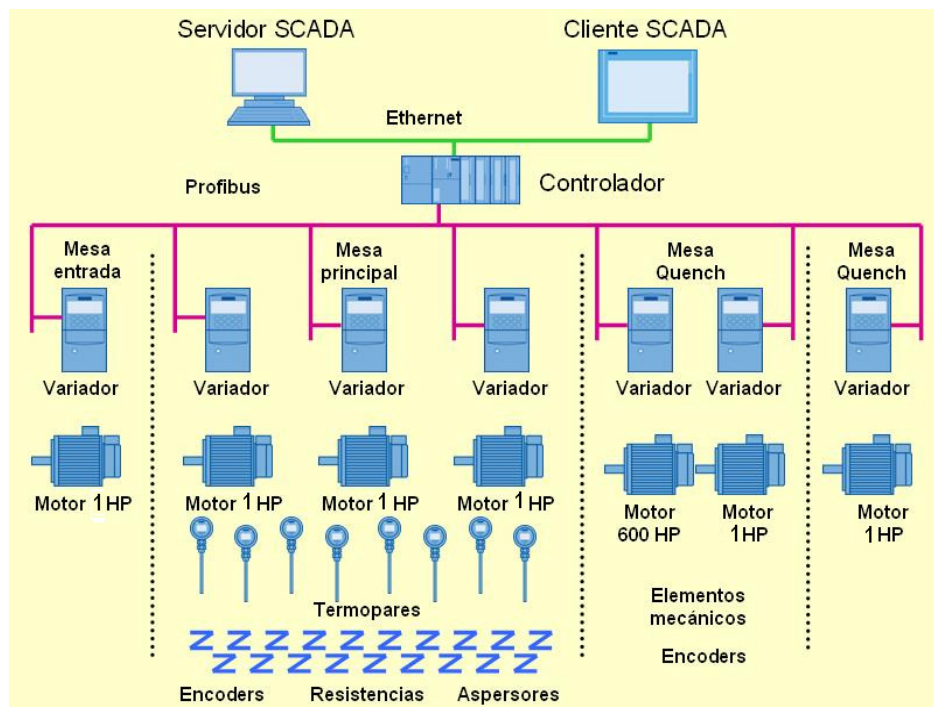 Servidor SCADA
Cliente SCADA
Ethernet
Profibus
Controlador
Mesa
entrada
Mesa
principal
Mesa
Quench
Mesa
Quench
Variador
Variador
Variador
Variador
Variador
Variador
Variador
Motor 1 HP
Motor 1 HP
Motor 1 HP
Motor 1 HP
Motor
600 HP
Motor
1HP
Motor
1HP
Termopares
Elementos
mecánicos
Encoders
Encoders
Resistencias
Aspersores